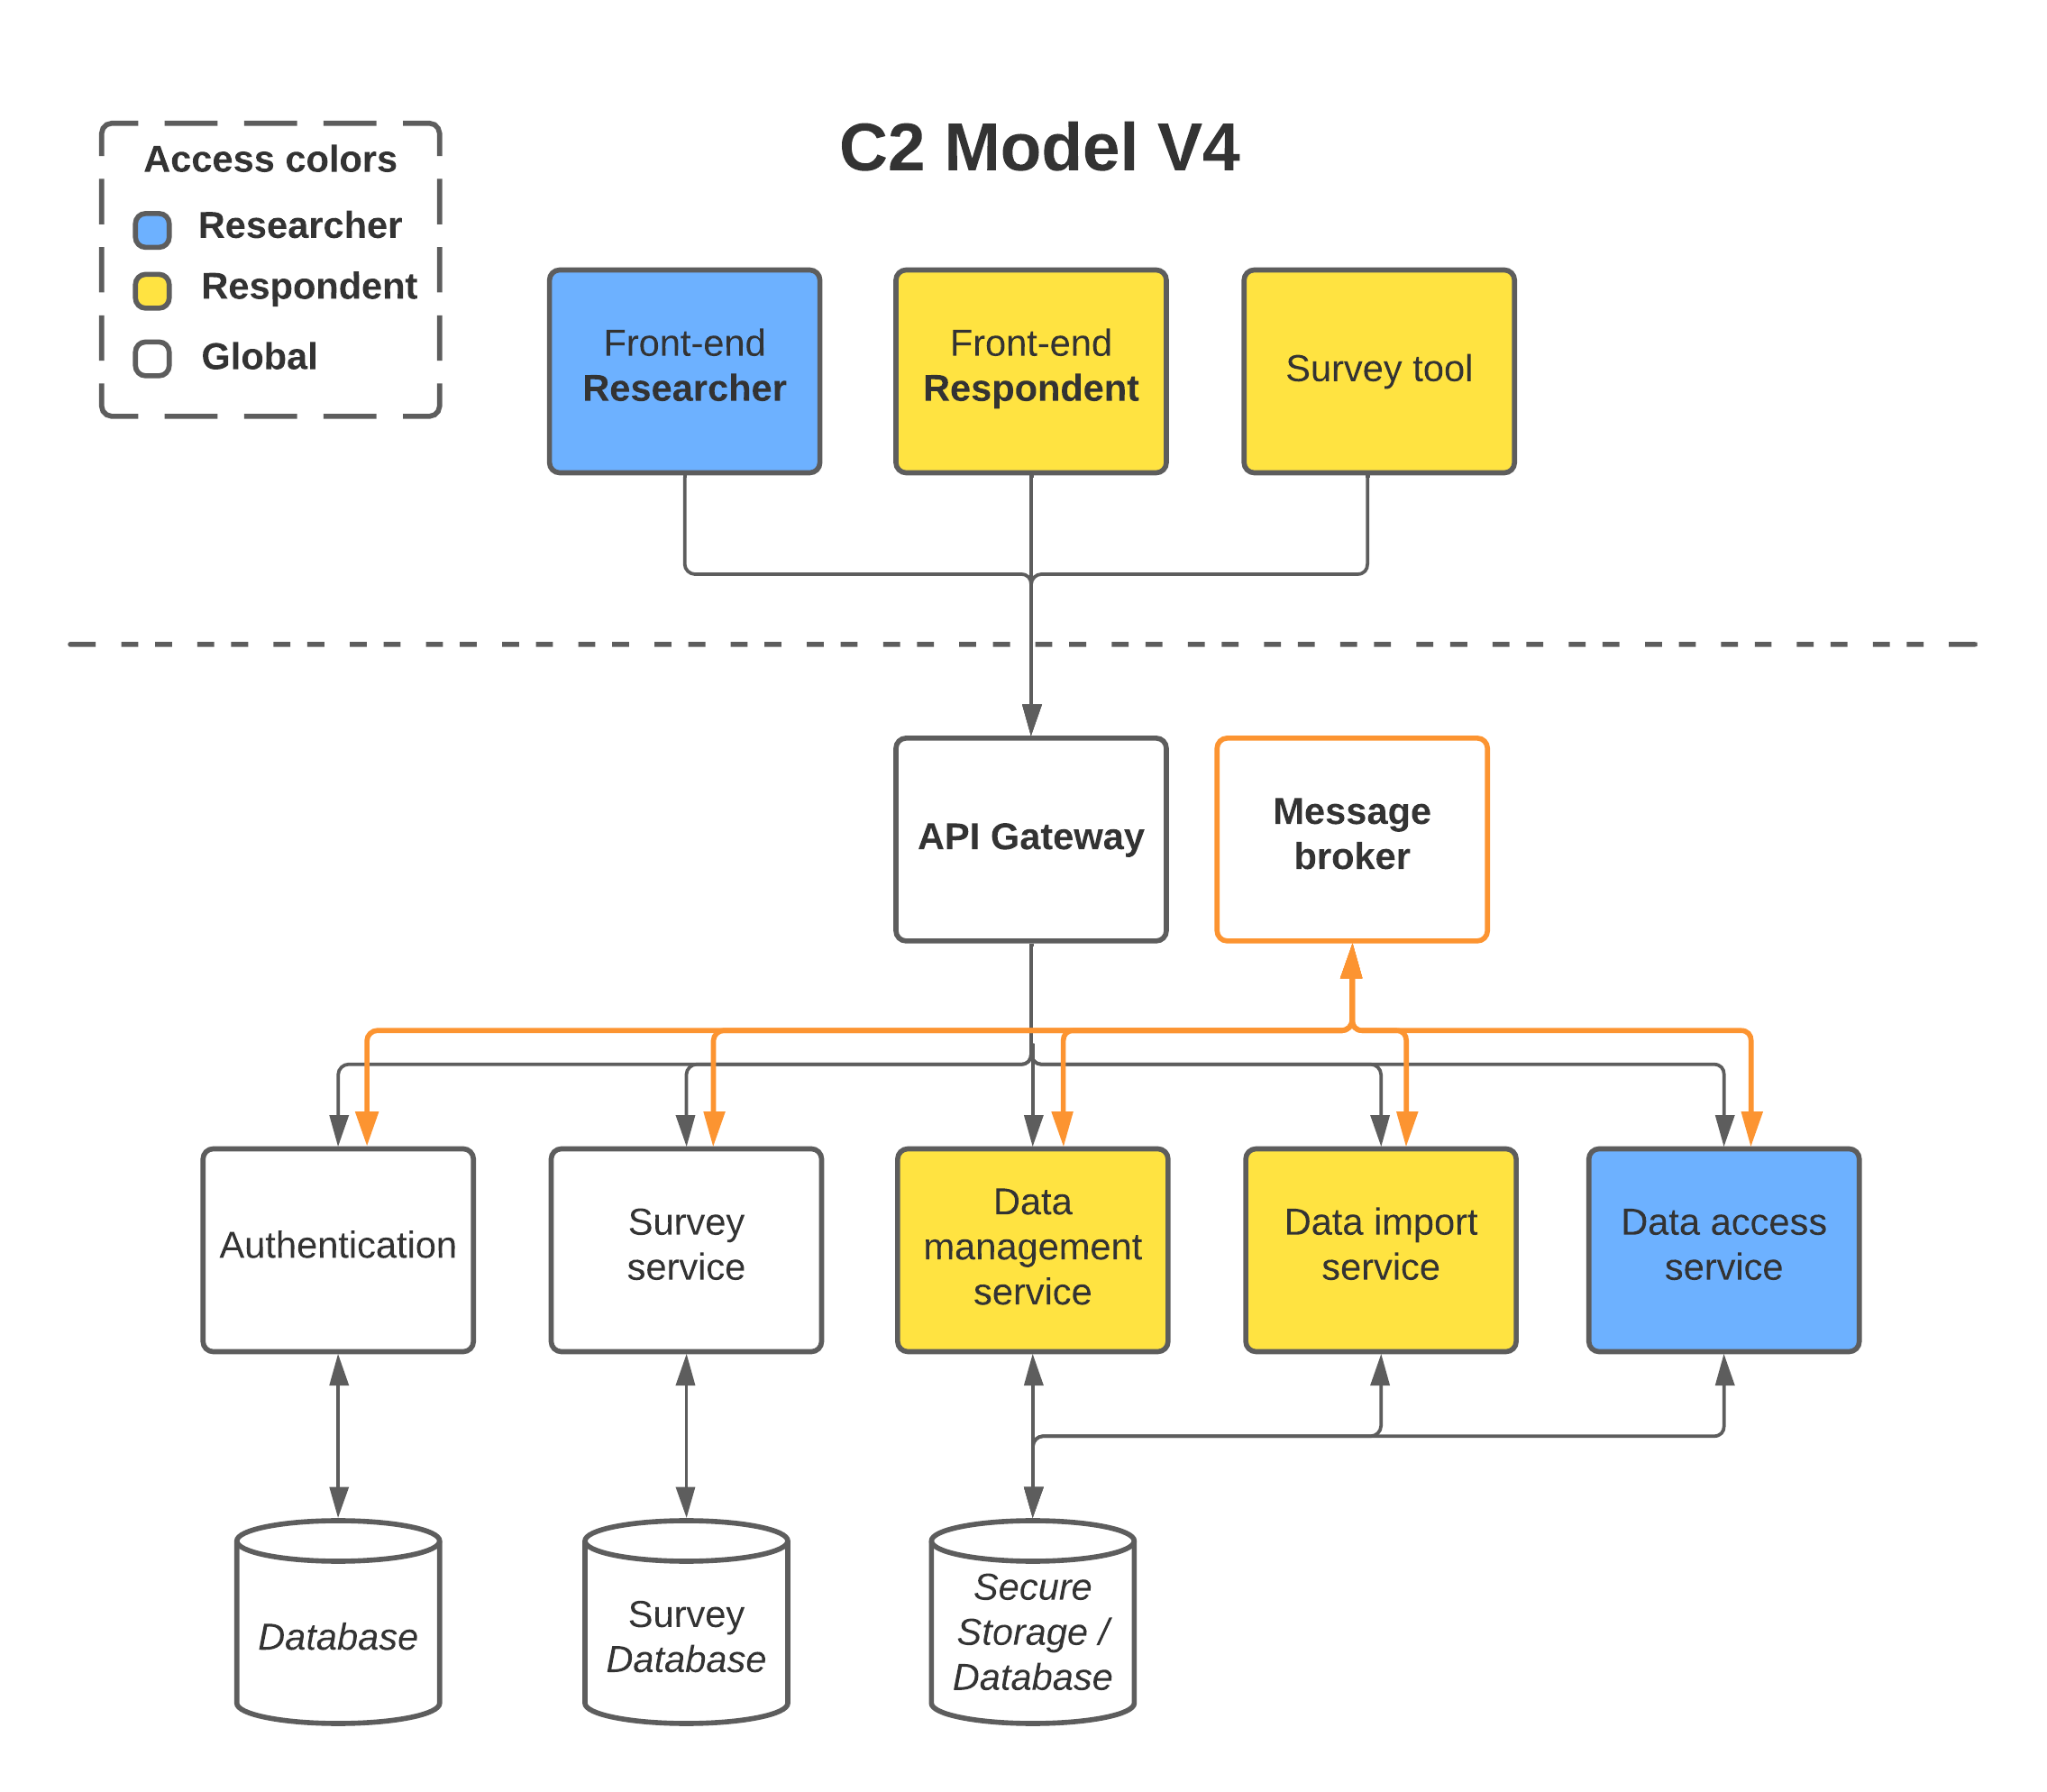 C2 Model V4
Access colors
Researcher
Respondent
Global
Front-end
Researcher
Front-end
Respondent
Survey tool
API Gateway
Message
broker
Authentication
Survey
service
Data
management
service
Data import
service
Data access
service
Database
Survey
Database
Secure
Storage /
Database